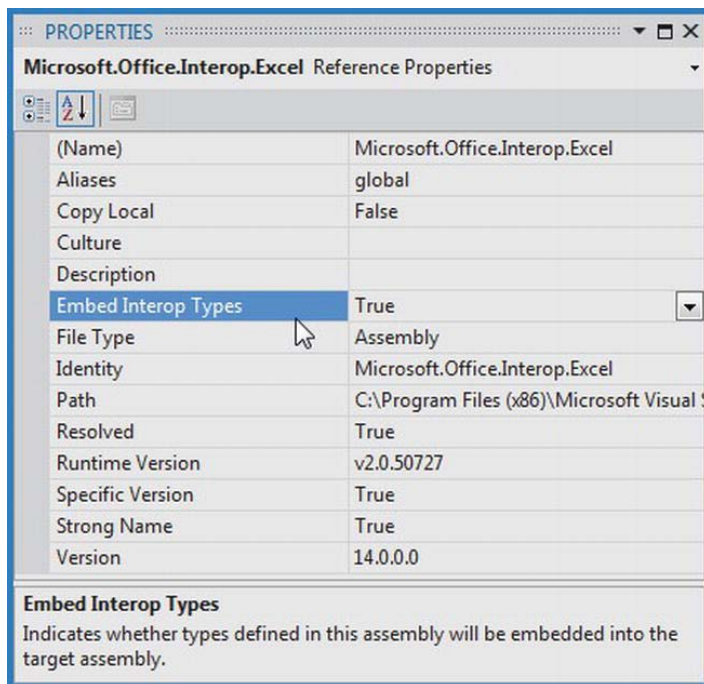 PROPERTIES
Microsoft.Office.Interop.Excel Reference Properties
A Z
(Name) Microsoft.Office.Interop.Excel
Aliases global
Copy Local False
Culture
Description
Embed Interop Types True
File Type Assembly
Identity Microsoft.Office.Interop.Excel
Path C:\Program Files (x86)\Microsoft Visual
Resolved True
Runtime Version v2.0.50727
Specific Version True
Strong Name True
Version 14.0.0.0
Embed Interop Types
Indicates whether types defined in this assembly will be embedded into the
target assembly.